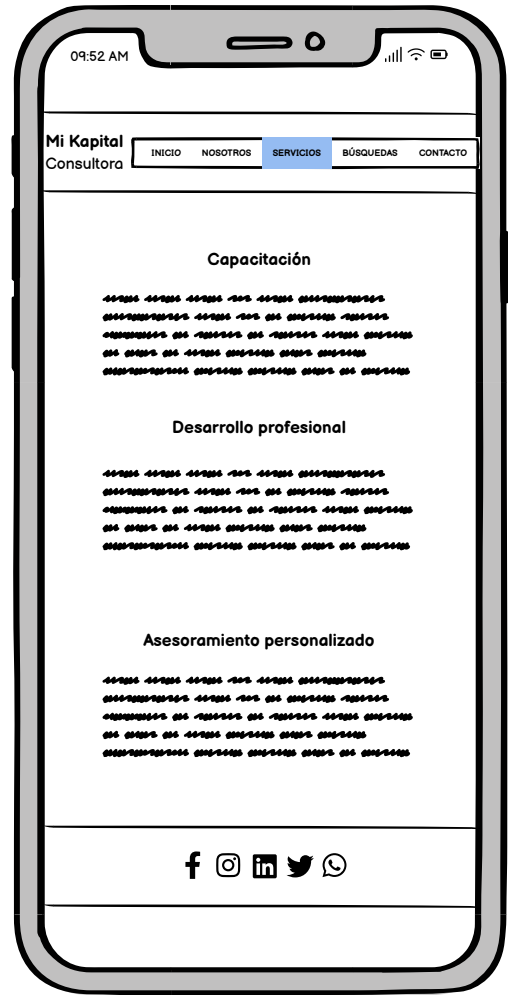 09:52 AM
Mi Kapital
Consultora
INICIO NOSOTROS SERVICIOS BÚSQUEDAS CONTACTO
Capacitación
Desarrollo profesional
Asesoramiento personalizado